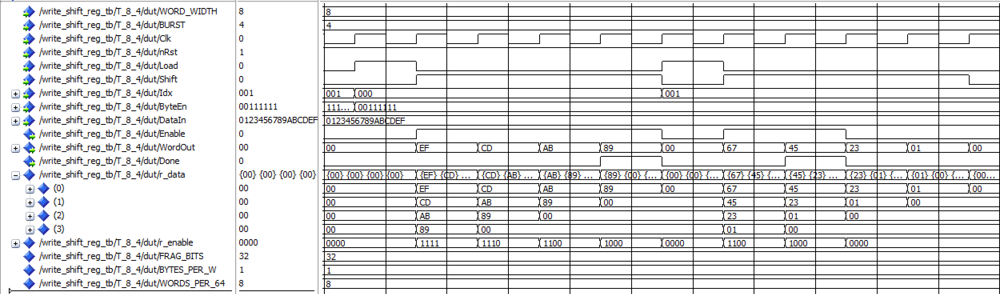 /write_shift_reg_tb/T_8_4/dut/WORD_WIDTH 8 8
/write_shift_reg_tb/T_8_4/dut/BURST 4 4
/write_shift_reg_tb/T_8_4/dut/Clk 0
/write_shift_reg_tb/T_8_4/dut/nRst 1
/write_shift_reg_tb/T_8_4/dut/Load 0
/write_shift_reg_tb/T_8_4/dut/Shift 0
/write_shift_reg_tb/T_8_4/dut/Idx 001 001 000 001
/write_shift_reg_tb/T_8_4/dut/ByteEn 00111111 111... 00111111
/write_shift_reg_tb/T_8_4/dut/DataIn 0123456789ABCDEF 0123456789ABCDEF
/write_shift_reg_tb/T_8_4/dut/Enable 0
/write_shift_reg_tb/T_8_4/dut/WordOut 00 00 EF CD AB 89 00 67 45 23 01 00
/write_shift_reg_tb/T_8_4/dut/Done 0
/write_shift_reg_tb/T_8_4/dut/r_data {00} {00} {00} {00} {00} {00} {00} {00} {EF} {CD} ... {CD} {AB} ... {AB} {89} ... {89} {00} {... {00} {00} {... {67} {45} {... {45} {23} ... {23} {01} {... {01} {00} {... {00...
(0) 00 00 EF CD AB 89 00 67 45 23 01 00
(1) 00 00 CD AB 89 00 45 23 01 00
(2) 00 00 AB 89 00 23 01 00
(3) 00 00 89 00 01 00
/write_shift_reg_tb/T_8_4/dut/r_enable 0000 0000 1111 1110 1100 1000 0000 1100 1000 0000
/write_shift_reg_tb/T_8_4/dut/FRAG_BITS 32 32
/write_shift_reg_tb/T_8_4/dut/BYTES_PER_W 1 1
/write_shift_reg_tb/T_8_4/dut/WORDS_PER_64 8 8